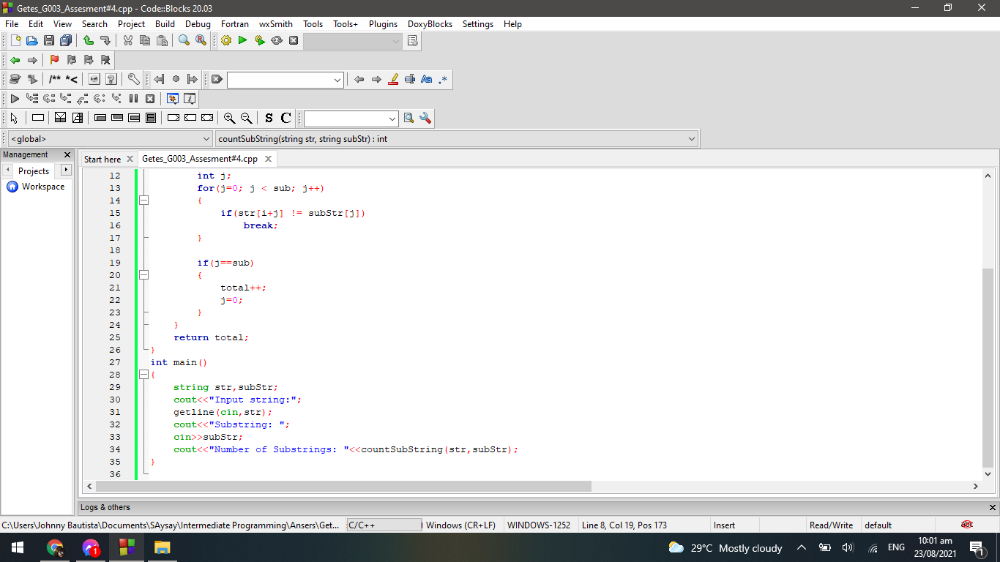 Getes_G003_Assesment#4.cpp - Code::Blocks 20.03
File Edit View Search Project Build Debug Fortran wxSmith Tools Tools+ Plugins DoxyBlocks Settings Help
/** *<
Aa .*
S C
<global> countSubString(string str, string subStr) : int
Management
Start here Getes_G003_Assesment#4.cpp
Projects
Workspace
12 int j;
13 for(j=0; j < sub; j++)
14 {
15 if(str[i+j] != subStr[j])
16 break;
17 }
18
19 if(j==sub)
20 {
21 total++;
22 j=0;
23 }
24 }
25 return total;
26 }
27 int main()
28 {
29 string str,subStr;
30 cout<<"Input string:";
31 getline(cin,str);
32 cout<<"Substring: ";
33 cin>>subStr;
34 cout<<"Number of Substrings: "<<countSubString(str,subStr);
35 }
36
Logs & others
C:\Users\Johnny Bautista\Documents\SAysay\Intermediate Programming\Ansers\Get... C/C++ Windows (CR+LF) WINDOWS-1252 Line 8, Col 19, Pos 173 Insert Read/Write default abc
1 29°C Mostly cloudy ENG 10:01 am
23/08/2021 1